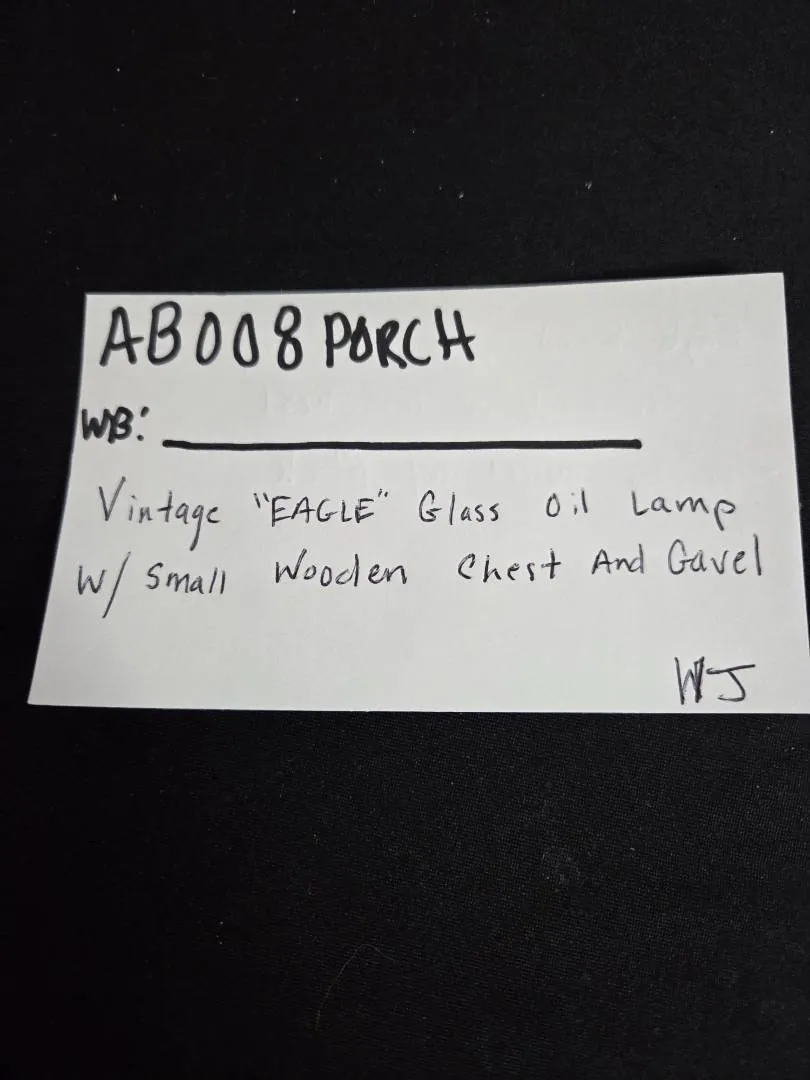 AB008 PORCH
WB:
Vintage "EAGLE" Glass Oil Lamp
W/ Small Wooden Chest And Gavel
WJ